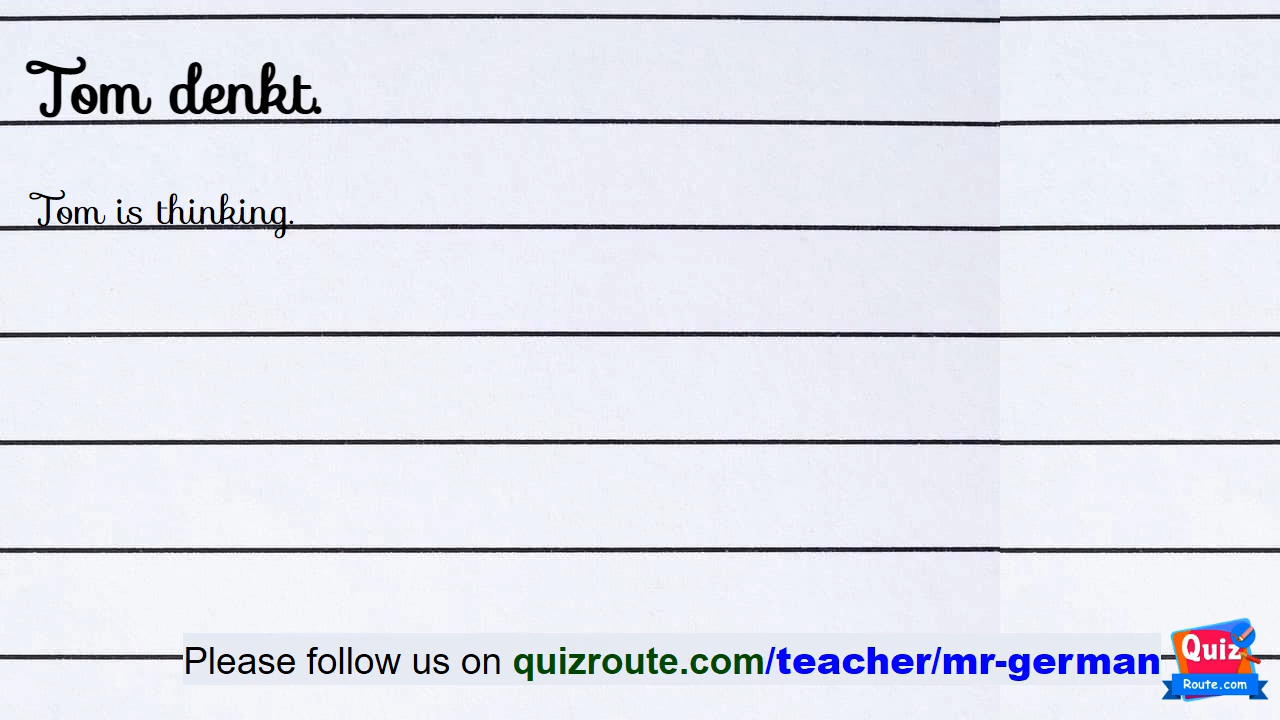 Tom denkt.
Tom is thinking.
Please follow us on quizroute.com/teacher/mr-german
Quiz
Route.com